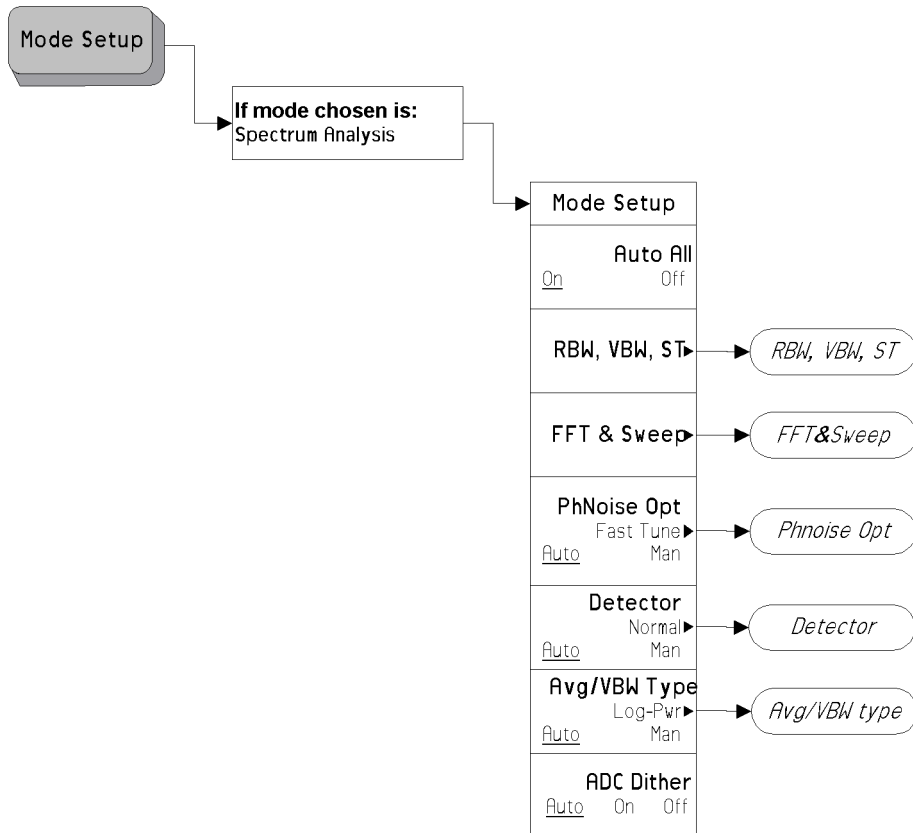 Mode Setup
If mode chosen is:
Spectrum Analysis
Mode Setup
Auto All
On Off
RBW, VBW, ST
RBW, VBW, ST
FFT & Sweep
FFT&Sweep
PhNoise Opt
Fast Tune
Auto Man
Phnoise Opt
Detector
Normal
Auto Man
Detector
Avg/VBW Type
Log-Pwr
Auto Man
Avg/VBW type
ADC Dither
Auto On Off